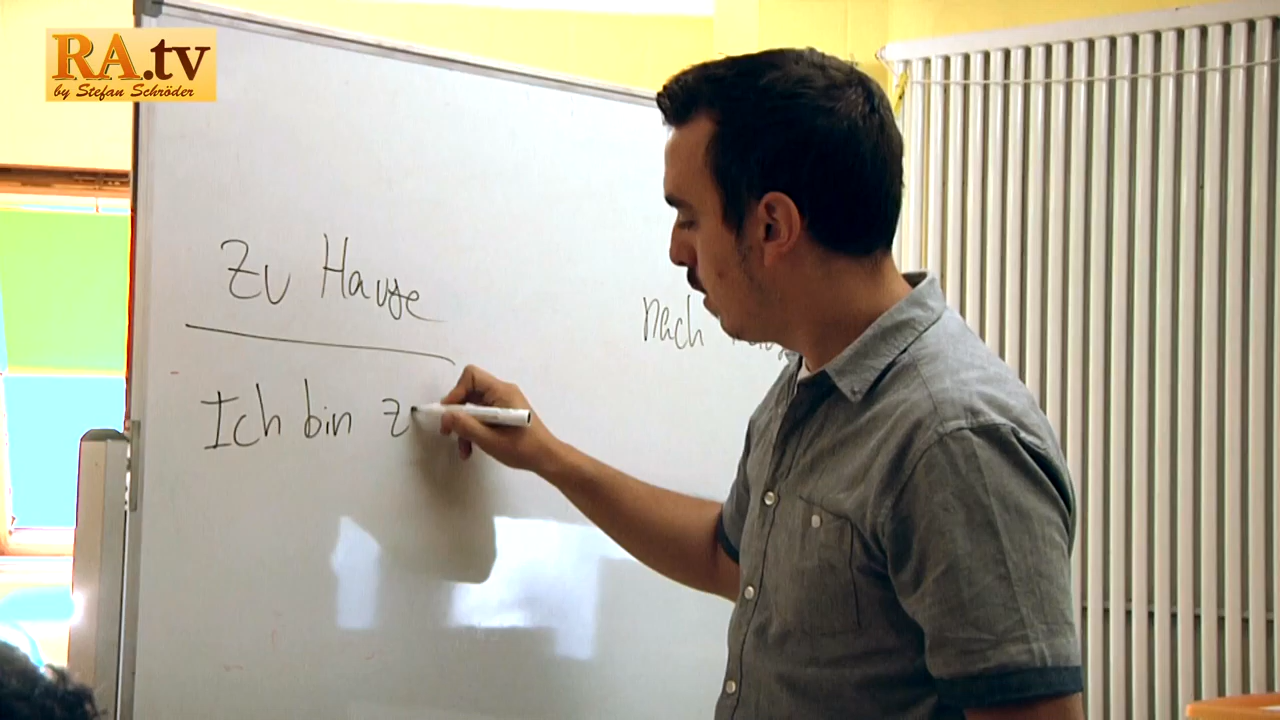 RA.tv
by Stefan Schröder
Zu Hause
nach
Ich bin z